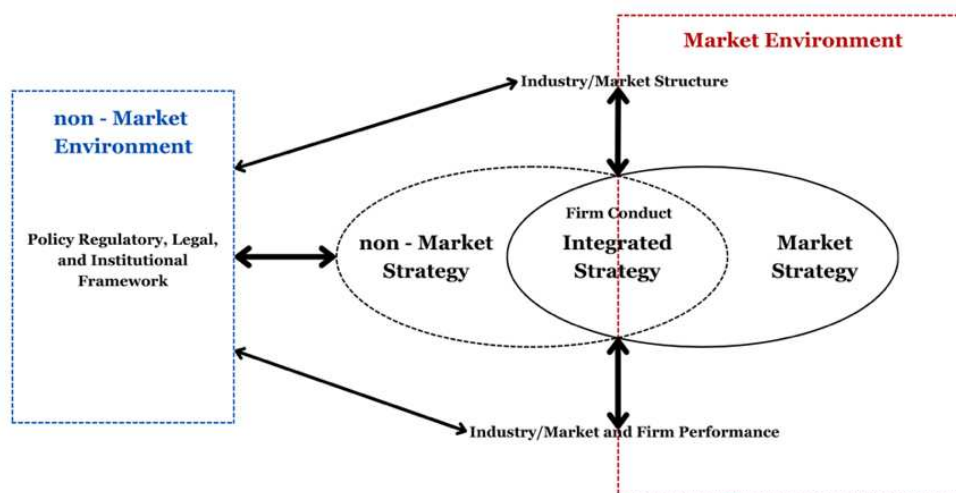 Market Environment
Industry/Market Structure
non - Market
Environment
Policy Regulatory, Legal,
and Institutional
Framework
non - Market
Strategy
Firm Conduct
Integrated
Strategy
Market
Strategy
Industry/Market and Firm Performance